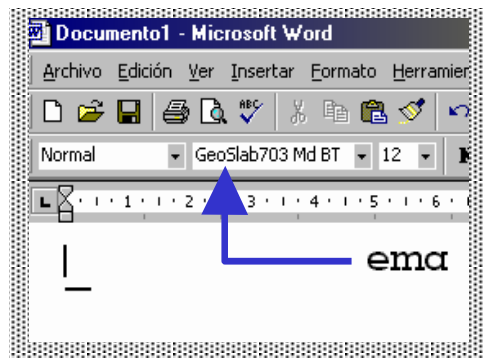 Documento1 - Microsoft Word
Archivo Edición Ver Insertar Formato
Normal GeoSlab703 Md BT 12 N
1 2 3 4 5 6
ema